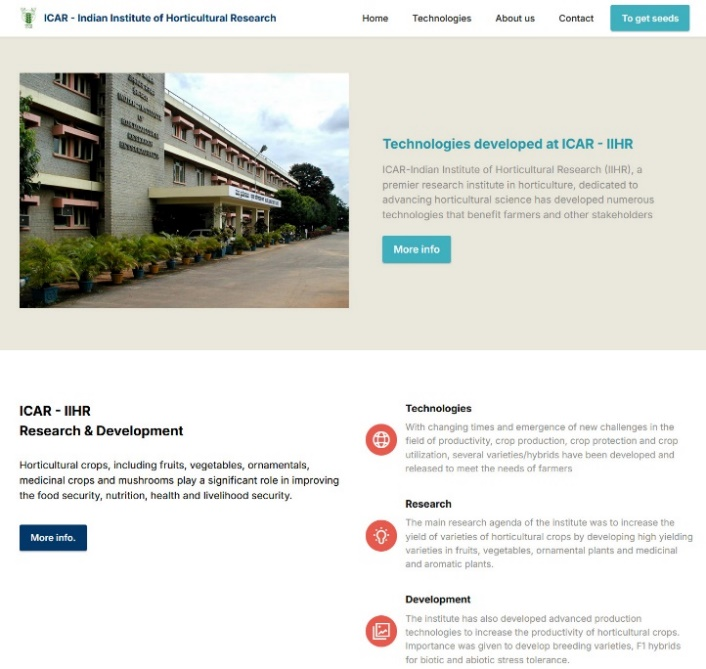 ICAR - Indian Institute of Horticultural Research
Home
Technologies
About us
Contact
To get seeds
Technologies developed at ICAR - IIHR
ICAR-Indian Institute of Horticultural Research (IIHR), a
premier research institute in horticulture, dedicated to
advancing horticultural science has developed numerous
technologies that benefit farmers and other stakeholders
More info
ICAR - IIHR
Research & Development
Horticultural crops, including fruits, vegetables, ornamentals,
medicinal crops and mushrooms play a significant role in improving
the food security, nutrition, health and livelihood security.
More info.
Technologies
With changing times and emergence of new challenges in the
field of productivity, crop production, crop protection and crop
utilization, several varieties/hybrids have been developed and
released to meet the needs of farmers
Research
The main research agenda of the institute was to increase the
yield of varieties of horticultural crops by developing high yielding
varieties in fruits, vegetables, ornamental plants and medicinal
and aromatic plants.
Development
The institute has also developed advanced production
technologies to increase the productivity of horticultural crops.
Importance was given to develop breeding varieties, F1 hybrids
for biotic and abiotic stress tolerance.